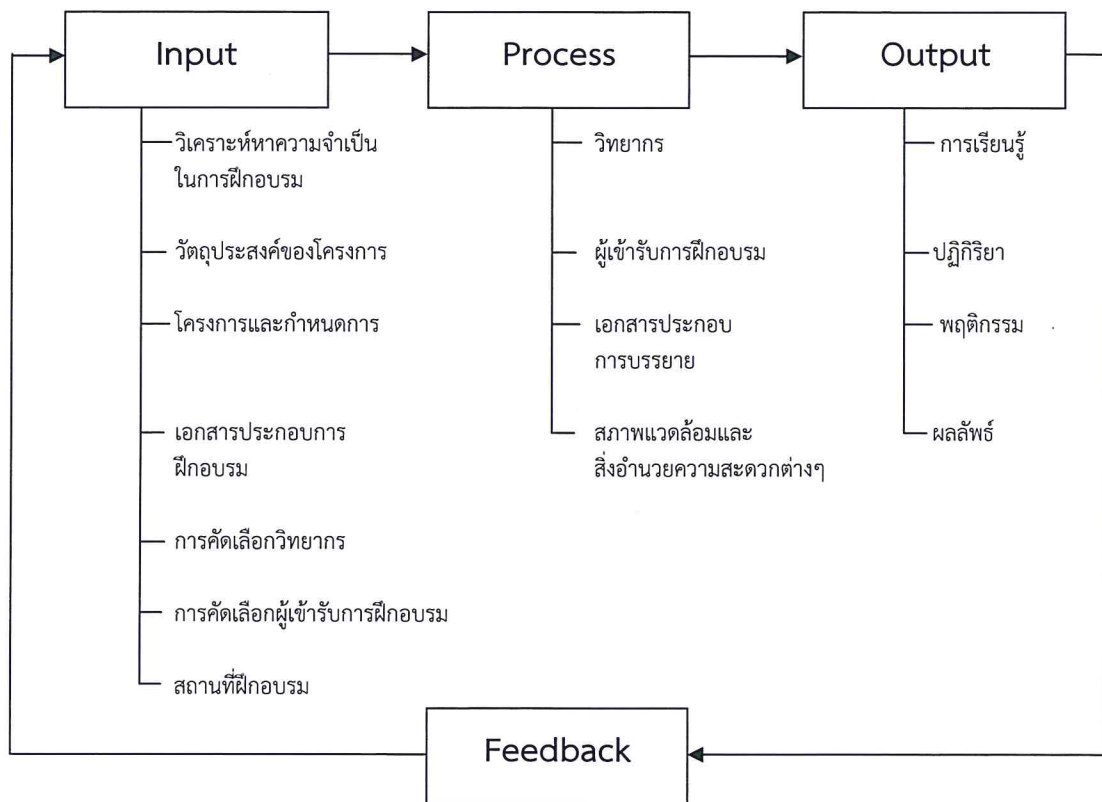 Input
Process
Output
วิเคราะห์หาความจำเป็น
ในการฝึกอบรม
วัตถุประสงค์ของโครงการ
โครงการและกำหนดการ
เอกสารประกอบการ
ฝึกอบรม
การคัดเลือกวิทยากร
การคัดเลือกผู้เข้ารับการฝึกอบรม
สถานที่ฝึกอบรม
วิทยากร
ผู้เข้ารับการฝึกอบรม
เอกสารประกอบ
การบรรยาย
สภาพแวดล้อมและ
สิ่งอำนวยความสะดวกต่างๆ
การเรียนรู้
ปฏิกิริยา
พฤติกรรม
ผลลัพธ์
Feedback